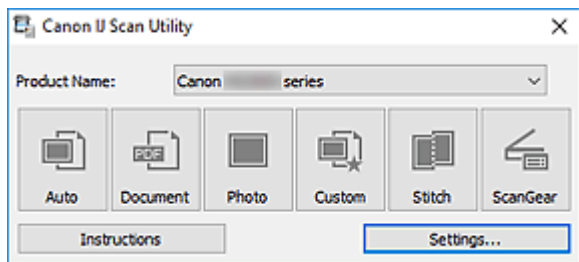 Canon IJ Scan Utility
Product Name: Canon series
PDF
Auto Document Photo Custom Stitch ScanGear
Instructions Settings...